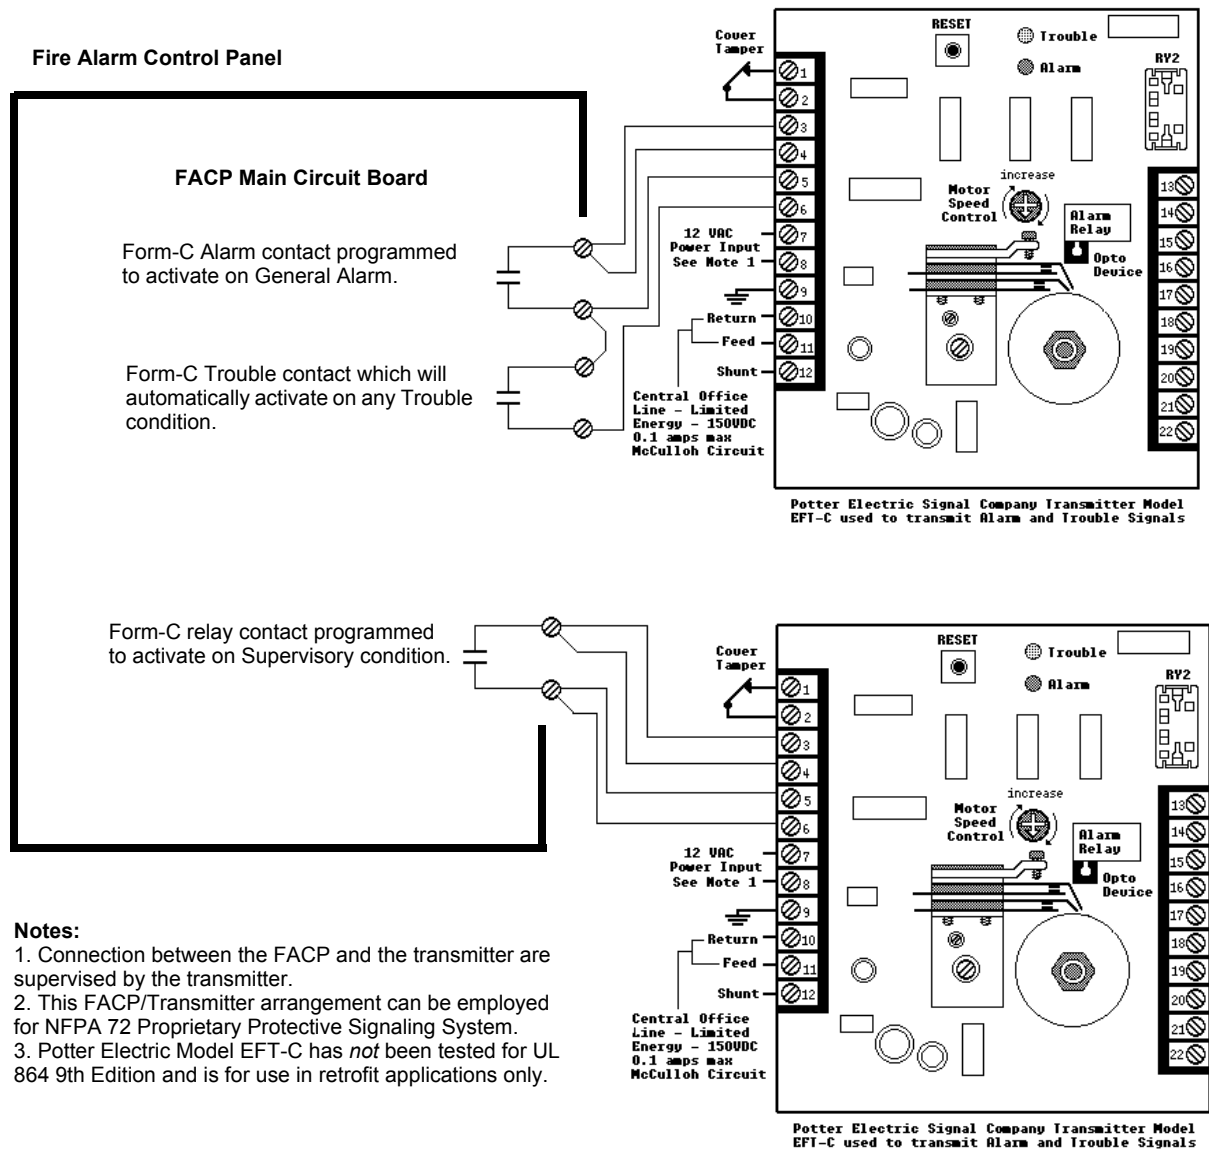 Fire Alarm Control Panel
FACP Main Circuit Board
Form-C Alarm contact programmed
to activate on General Alarm.
Form-C Trouble contact which will
automatically activate on any Trouble
condition.
Cover
Tamper
1
2
3
4
5
6
7
8
9
10
11
12
12 VAC
Power Input
See Note 1
Return
Feed
Shunt
Central Office
Line - Limited
Energy - 150VDC
0.1 amps max
McCulloh Circuit
RESET
Trouble
Alarm
RY2
increase
Motor
Speed
Control
Alarm
Relay
Opto
Device
13
14
15
16
17
18
19
20
21
22
Potter Electric Signal Company Transmitter Model
EFT-C used to transmit Alarm and Trouble Signals
Form-C relay contact programmed
to activate on Supervisory condition.
Cover
Tamper
1
2
3
4
5
6
7
8
9
10
11
12
12 VAC
Power Input
See Note 1
Return
Feed
Shunt
Central Office
Line - Limited
Energy - 150VDC
0.1 amps max
McCulloh Circuit
RESET
Trouble
Alarm
RY2
increase
Motor
Speed
Control
Alarm
Relay
Opto
Device
13
14
15
16
17
18
19
20
21
22
Potter Electric Signal Company Transmitter Model
EFT-C used to transmit Alarm and Trouble Signals
Notes:
1. Connection between the FACP and the transmitter are
supervised by the transmitter.
2. This FACP/Transmitter arrangement can be employed
for NFPA 72 Proprietary Protective Signaling System.
3. Potter Electric Model EFT-C has not been tested for UL
864 9th Edition and is for use in retrofit applications only.